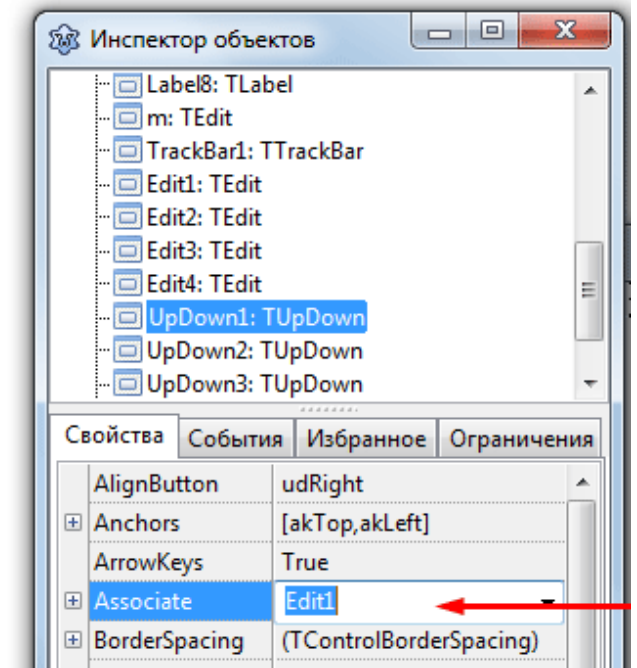 Инспектор объектов
Label8: TLabel
m: TEdit
TrackBar1: TTrackBar
Edit1: TEdit
Edit2: TEdit
Edit3: TEdit
Edit4: TEdit
UpDown1: TUpDown
UpDown2: TUpDown
UpDown3: TUpDown
Свойства События Избранное Ограничения
AlignButton udRight
Anchors [akTop,akLeft]
ArrowKeys True
Associate Edit1
BorderSpacing (TControlBorderSpacing)